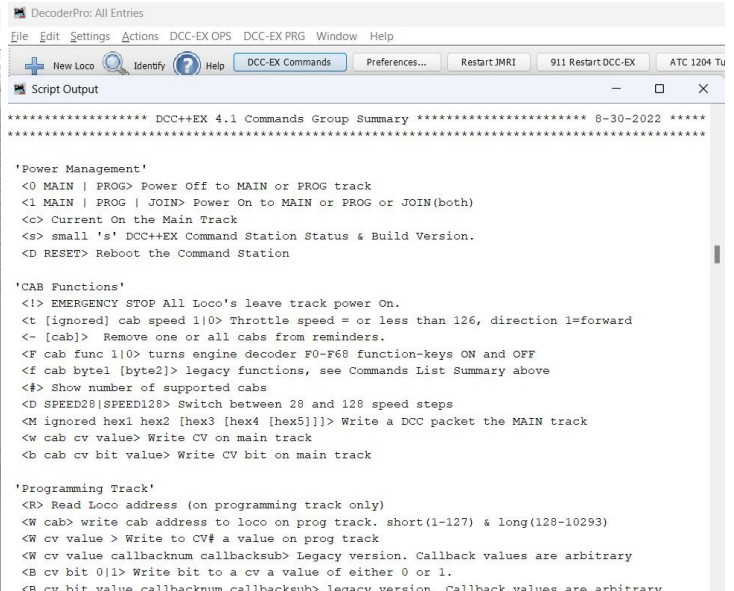 DecoderPro: All Entries
File Edit Settings Actions DCC-EX OPS DCC-EX PRG Window Help
New Loco Identify Help DCC-EX Commands Preferences... Restart JMRI 911 Restart DCC-EX ATC 1204 Tu
Script Output
******************* DCC++EX 4.1 Commands Group Summary *********************** 8-30-2022 *****
***********************************************************************************************
'Power Management'
<0 MAIN | PROG> Power Off to MAIN or PROG track
<1 MAIN | PROG | JOIN> Power On to MAIN or PROG or JOIN(both)
<c> Current On the Main Track
<s> small 's' DCC++EX Command Station Status & Build Version.
<D RESET> Reboot the Command Station
'CAB Functions'
<!> EMERGENCY STOP All Loco's leave track power On.
<t [ignored] cab speed 1|0> Throttle speed = or less than 126, direction 1=forward
<- [cab]> Remove one or all cabs from reminders.
<F cab func 1|0> turns engine decoder F0-F68 function-keys ON and OFF
<f cab byte1 [byte2]> legacy functions, see Commands List Summary above
<#> Show number of supported cabs
<D SPEED28|SPEED128> Switch between 28 and 128 speed steps
<M ignored hex1 hex2 [hex3 [hex4 [hex5]]]> Write a DCC packet the MAIN track
<w cab cv value> Write CV on main track
<b cab cv bit value> Write CV bit on main track
'Programming Track'
<R> Read Loco address (on programming track only)
<W cab> write cab address to loco on prog track. short(1-127) & long(128-10293)
<W cv value > Write to CV# a value on prog track
<W cv value callbacknum callbacksub> Legacy version. Callback values are arbitrary
<B cv bit 0|1> Write bit to a cv a value of either 0 or 1.
<B cv bit value callbacknum callbacksub> legacy version. Callback values are arbitrary